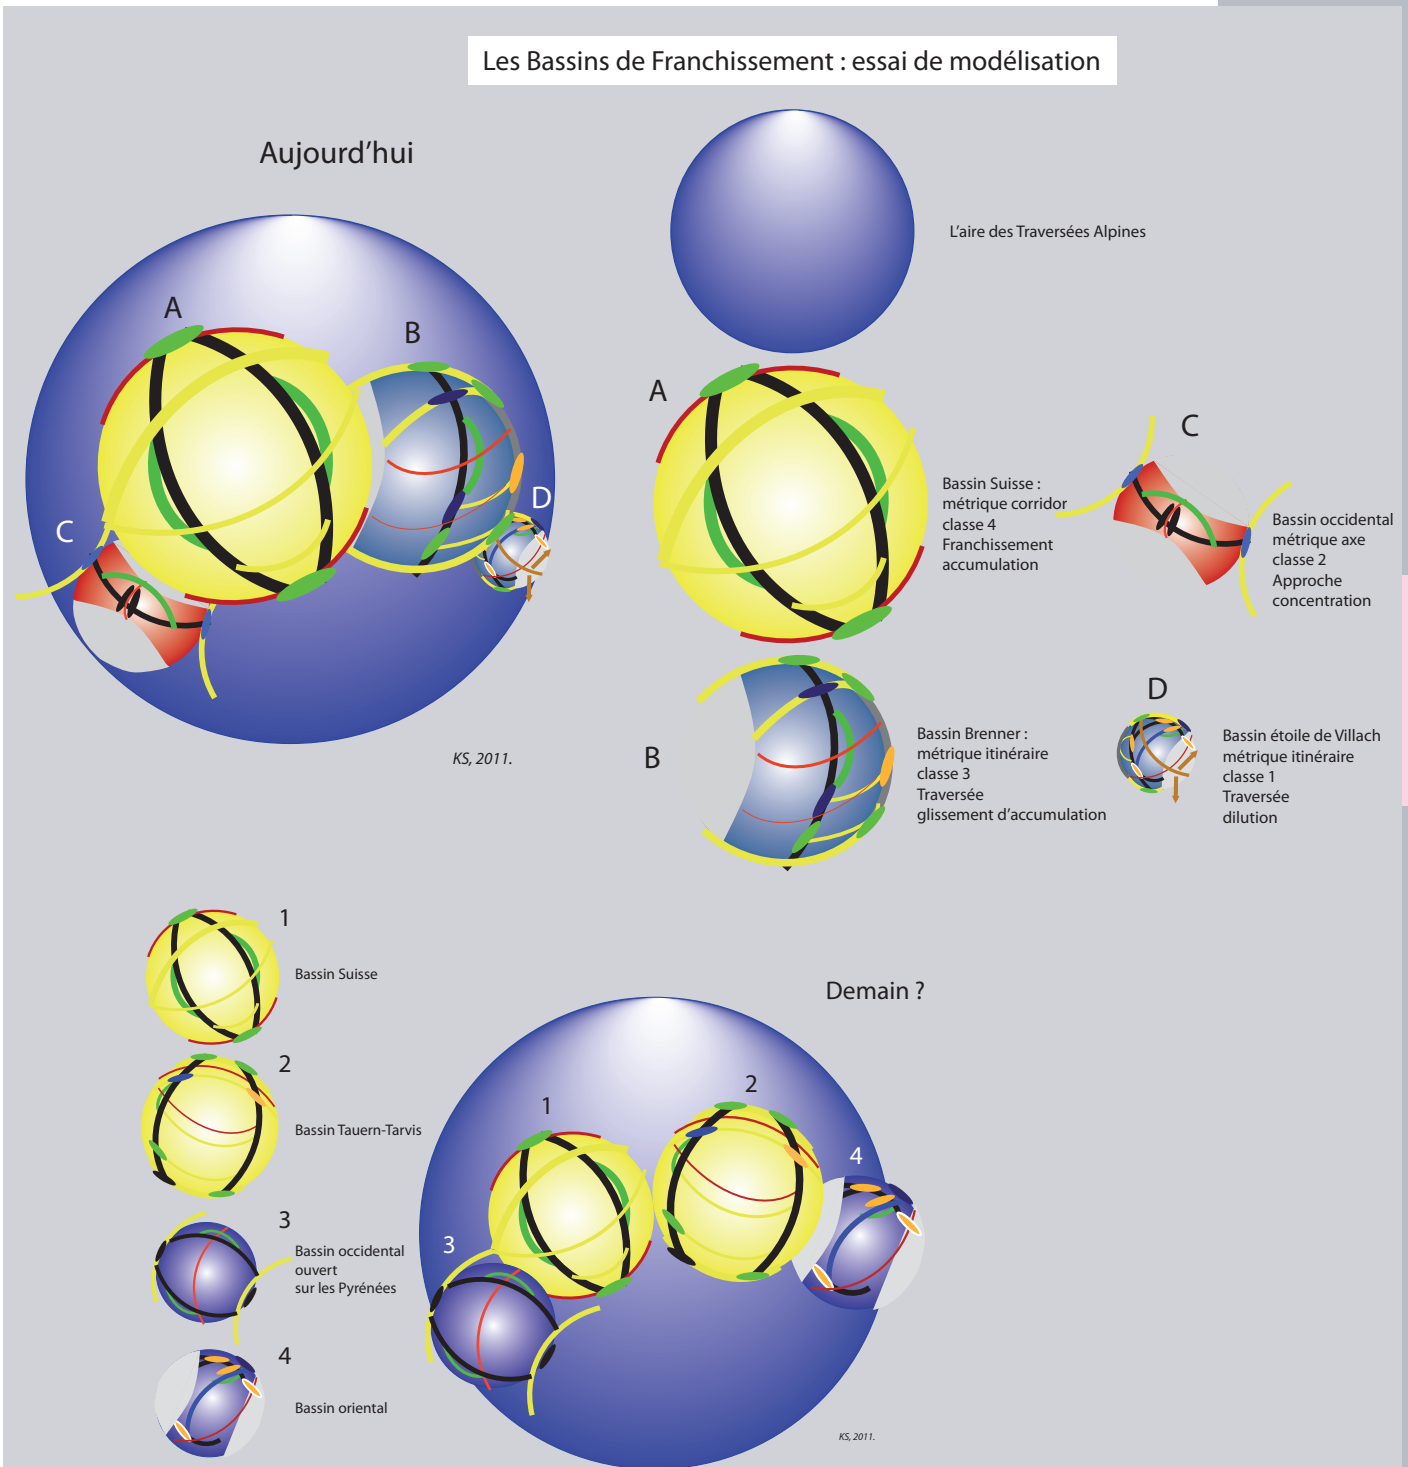 Les Bassins de Franchissement : essai de modélisation
Aujourd'hui
L'aire des Traversées Alpines
A
B
C
D
KS, 2011.
A
Bassin Suisse :
métrique corridor
classe 4
Franchissement
accumulation
C
Bassin occidental
métrique axe
classe 2
Approche
concentration
B
Bassin Brenner :
métrique itinéraire
classe 3
Traversée
glissement d'accumulation
D
Bassin étoile de Villach
métrique itinéraire
classe 1
Traversée
dilution
1
Bassin Suisse
2
Bassin Tauern-Tarvis
3
Bassin occidental
ouvert
sur les Pyrénées
4
Bassin oriental
Demain ?
1
2
3
4
KS, 2011.